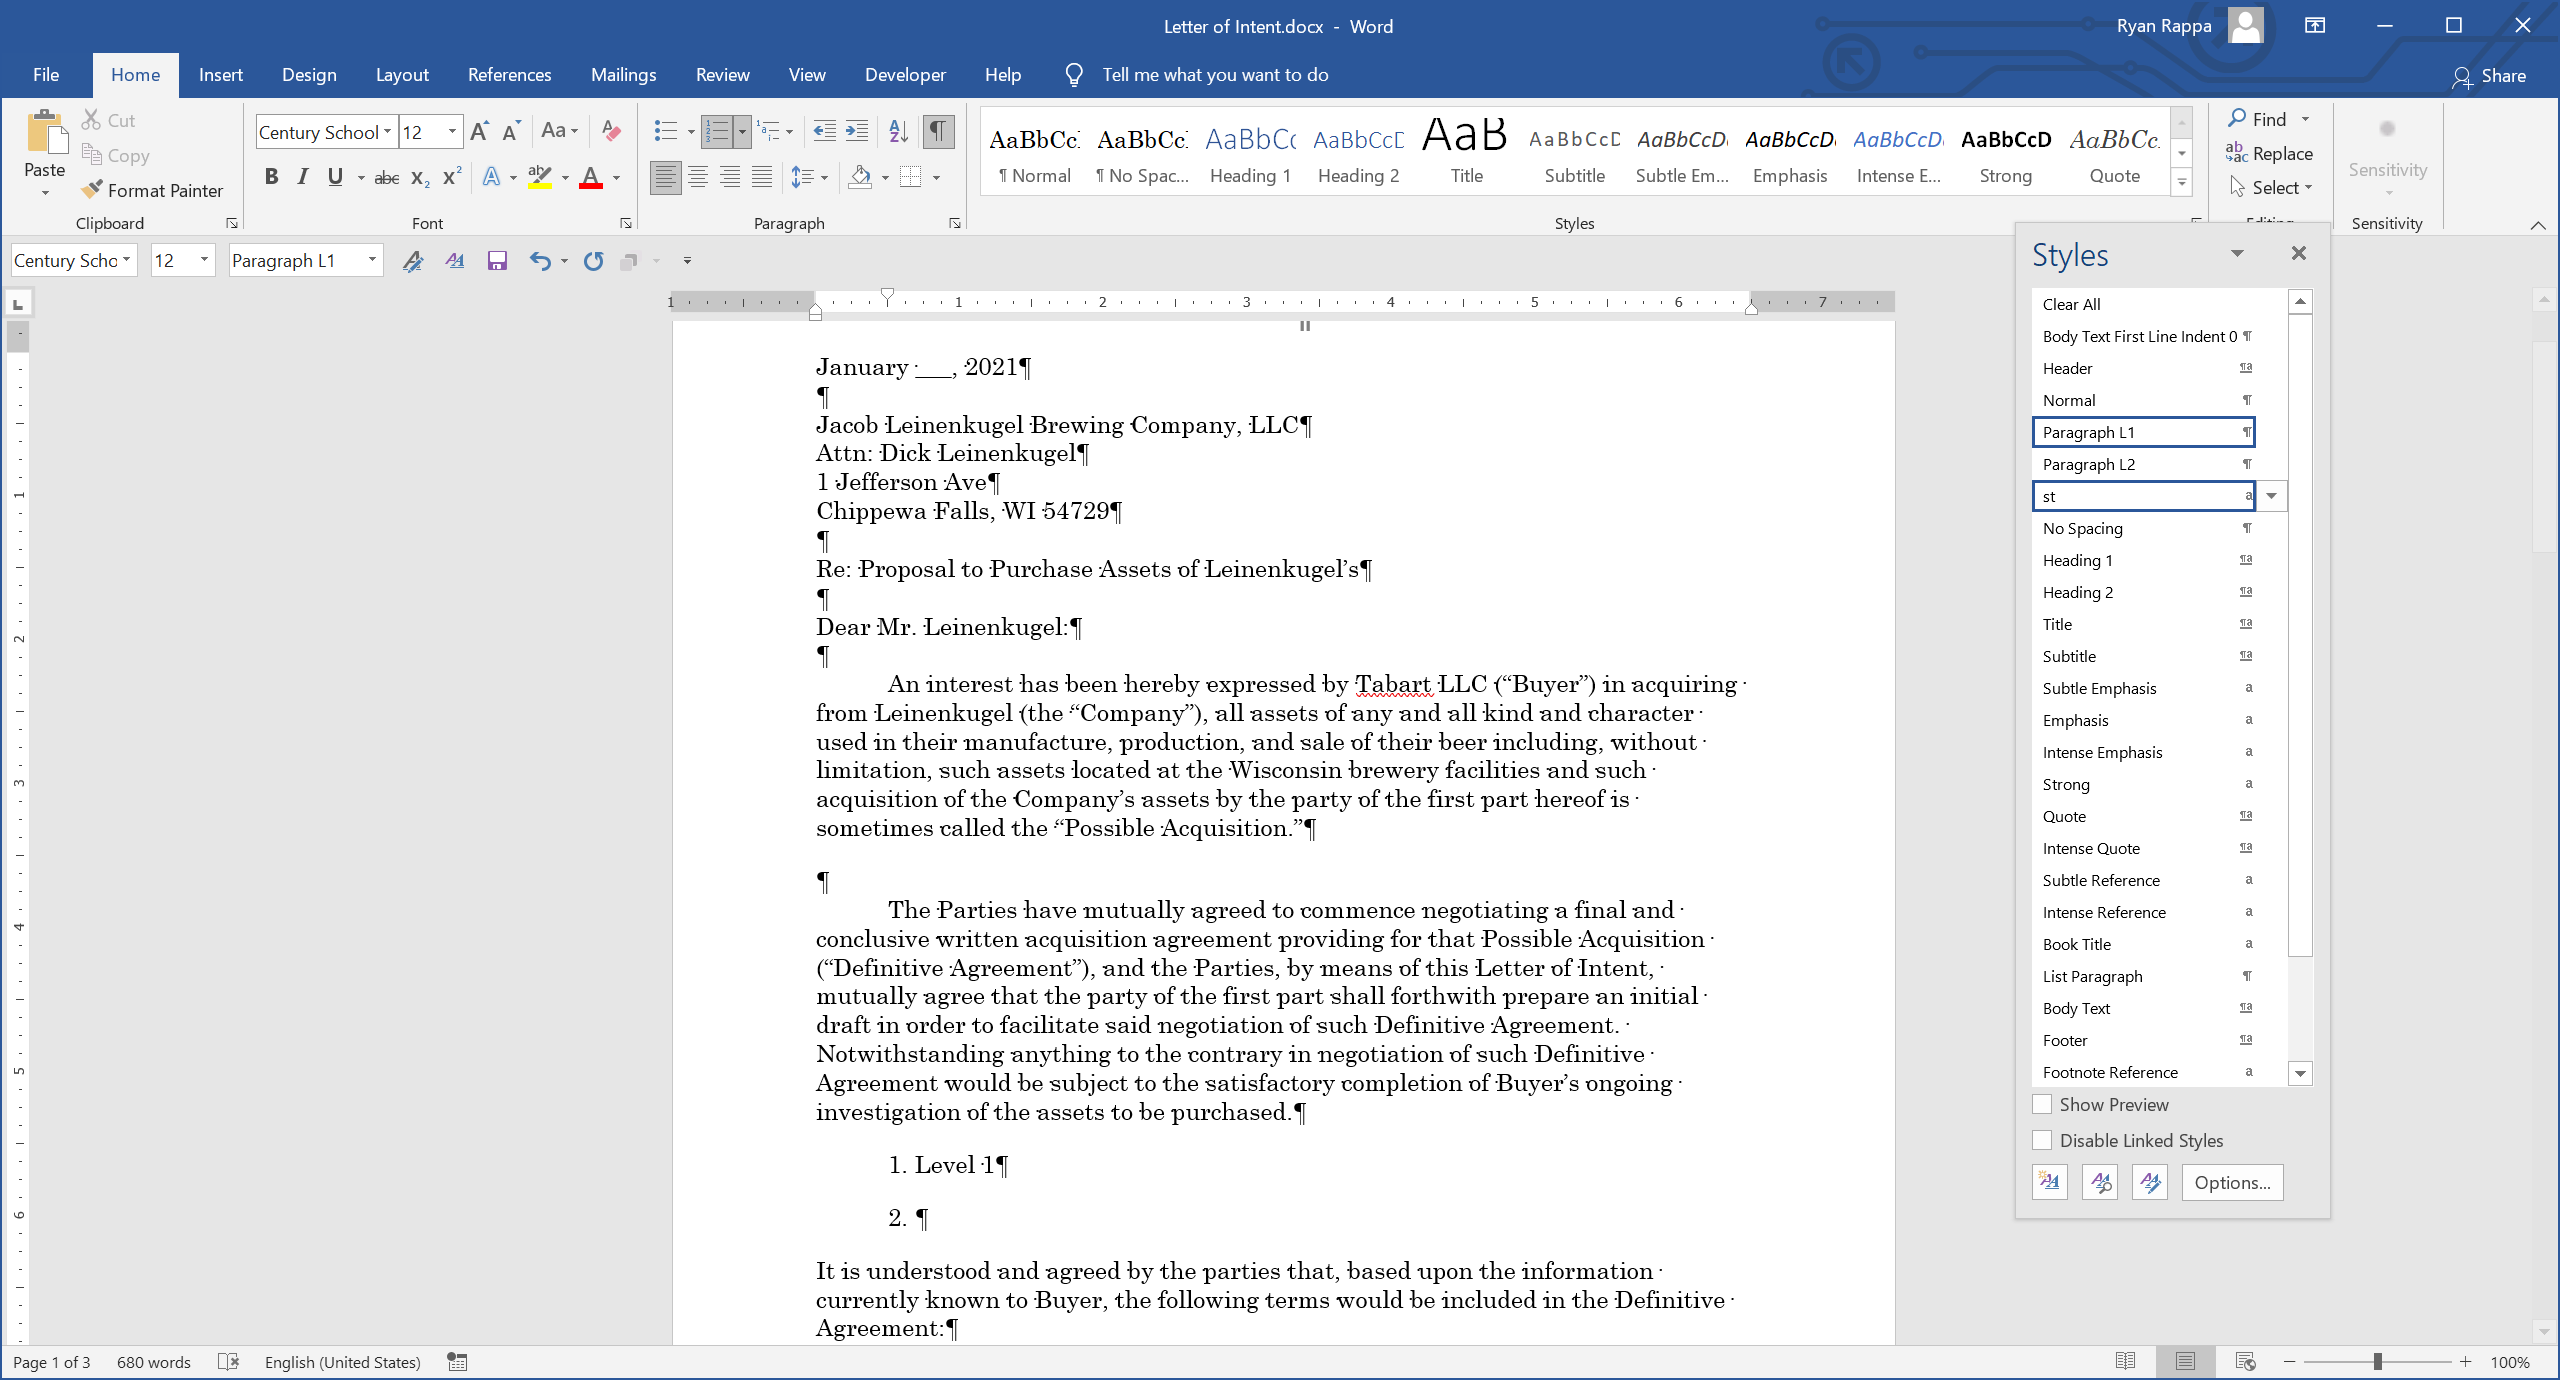 Letter of Intent.docx - Word
Ryan Rappa
File Home Insert Design Layout References Mailings Review View Developer Help Tell me what you want to do Share
Paste
Cut
Copy
Format Painter
Clipboard
Century School 12 Aa
B I U abc x₂ x² A A
Font
Paragraph
AaBbCc AaBbCc AaBbCc AaBbCcD AaB AaBbCcD AaBbCcD AaBbCcD AaBbCcD AaBbCcD AaBbCc
¶ Normal ¶ No Spac... Heading 1 Heading 2 Title Subtitle Subtle Em... Emphasis Intense E... Strong Quote
Styles
Find
Replace
Select
Editing
Sensitivity
Sensitivity
Century Scho 12 Paragraph L1
1 1 2 3 4 5 6 7
1
2
3
4
5
6
January ___, 2021¶
¶
Jacob Leinenkugel Brewing Company, LLC¶
Attn: Dick Leinenkugel¶
1 Jefferson Ave¶
Chippewa Falls, WI 54729¶
¶
Re: Proposal to Purchase Assets of Leinenkugel’s¶
¶
Dear Mr. Leinenkugel:¶
¶
An interest has been hereby expressed by Tabart LLC (“Buyer”) in acquiring
from Leinenkugel (the “Company”), all assets of any and all kind and character
used in their manufacture, production, and sale of their beer including, without
limitation, such assets located at the Wisconsin brewery facilities and such
acquisition of the Company’s assets by the party of the first part hereof is
sometimes called the “Possible Acquisition.”¶
¶
The Parties have mutually agreed to commence negotiating a final and
conclusive written acquisition agreement providing for that Possible Acquisition
(“Definitive Agreement”), and the Parties, by means of this Letter of Intent,
mutually agree that the party of the first part shall forthwith prepare an initial
draft in order to facilitate said negotiation of such Definitive Agreement.
Notwithstanding anything to the contrary in negotiation of such Definitive
Agreement would be subject to the satisfactory completion of Buyer’s ongoing
investigation of the assets to be purchased.¶
1. Level 1¶
2. ¶
It is understood and agreed by the parties that, based upon the information
currently known to Buyer, the following terms would be included in the Definitive
Agreement:¶
Styles
Clear All
Body Text First Line Indent 0 ¶
Header ¶a
Normal ¶
Paragraph L1 ¶
Paragraph L2 ¶
st a
No Spacing ¶
Heading 1 ¶a
Heading 2 ¶a
Title ¶a
Subtitle ¶a
Subtle Emphasis a
Emphasis a
Intense Emphasis a
Strong a
Quote ¶a
Intense Quote ¶a
Subtle Reference a
Intense Reference a
Book Title a
List Paragraph ¶
Body Text ¶a
Footer ¶a
Footnote Reference a
Show Preview
Disable Linked Styles
Options...
Page 1 of 3 680 words English (United States) 100%